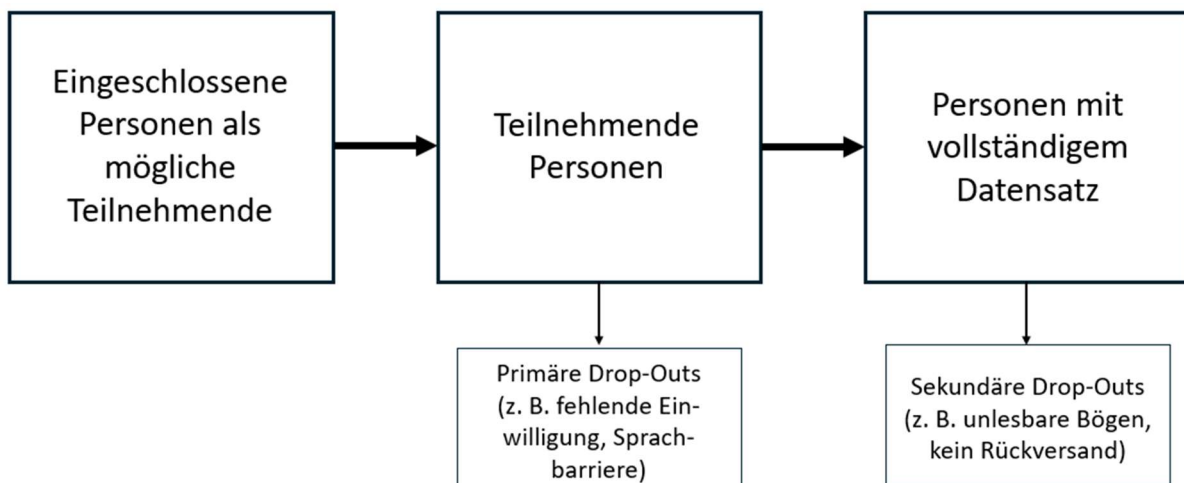 Eingeschlossene
Personen als
mögliche
Teilnehmende
Teilnehmende
Personen
Personen mit
vollständigem
Datensatz
Primäre Drop-Outs
(z. B. fehlende Ein-
willigung, Sprach-
barriere)
Sekundäre Drop-Outs
(z. B. unlesbare Bögen,
kein Rückversand)